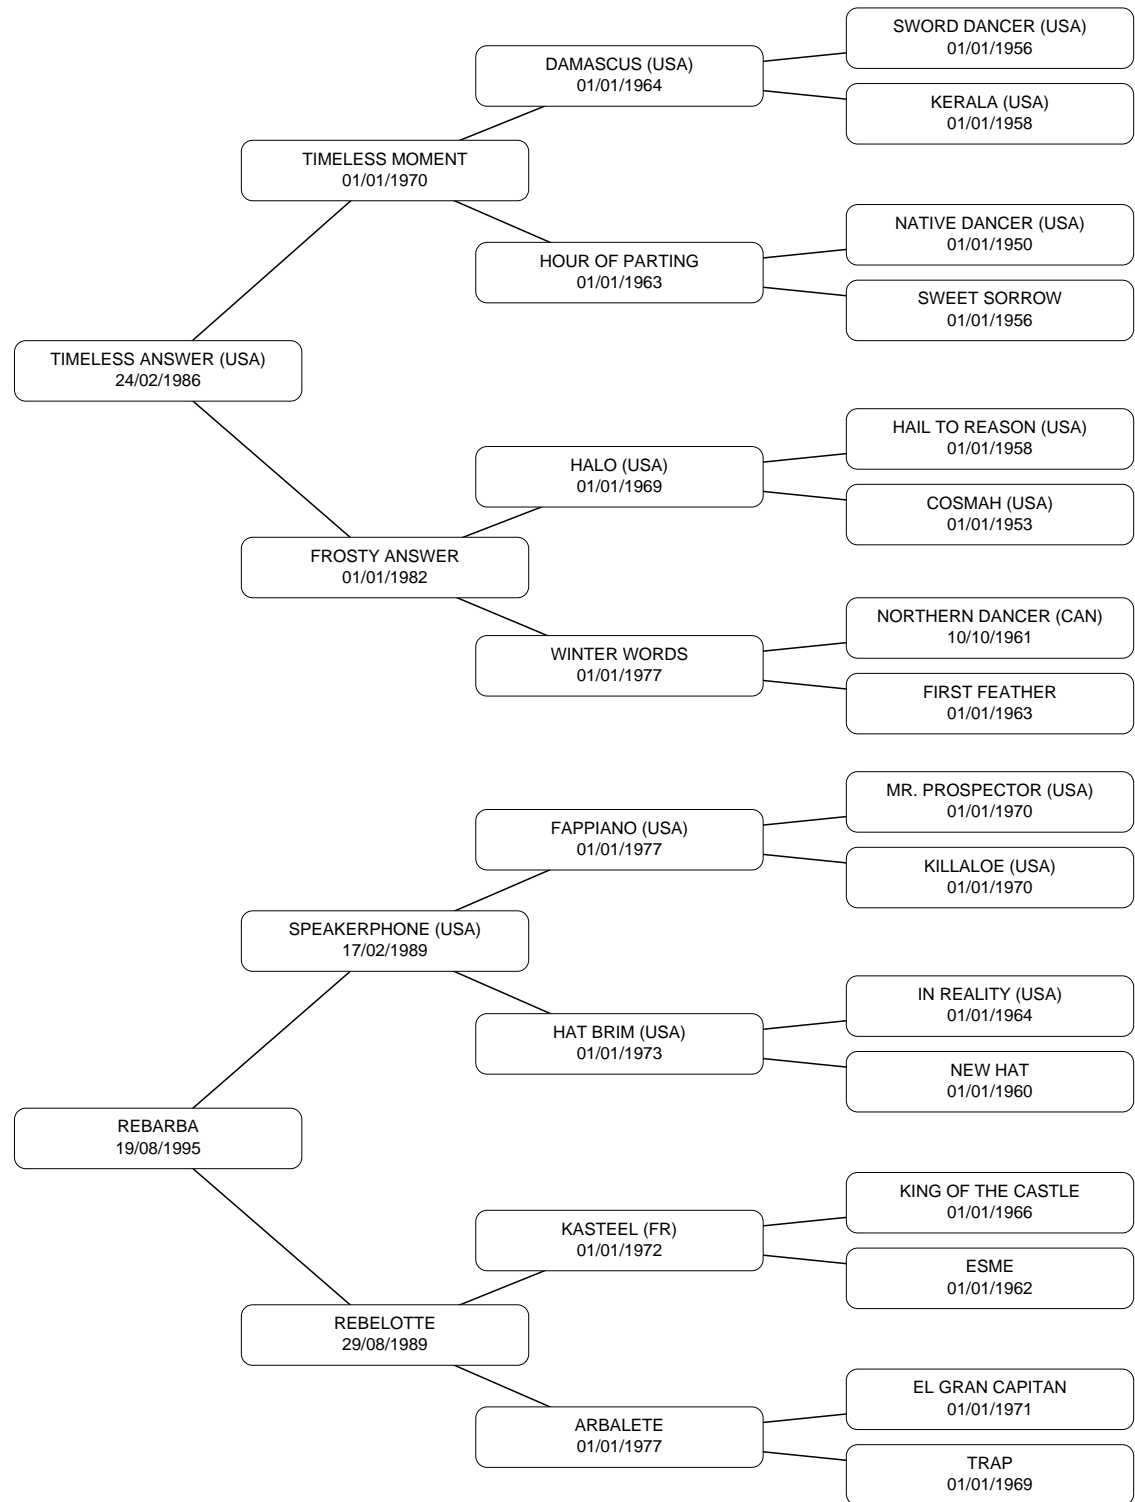 SWORD DANCER (USA)
01/01/1956
DAMASCUS (USA)
01/01/1964
KERALA (USA)
01/01/1958
TIMELESS MOMENT
01/01/1970
NATIVE DANCER (USA)
01/01/1950
HOUR OF PARTING
01/01/1963
SWEET SORROW
01/01/1956
TIMELESS ANSWER (USA)
24/02/1986
HAIL TO REASON (USA)
01/01/1958
HALO (USA)
01/01/1969
COSMAH (USA)
01/01/1953
FROSTY ANSWER
01/01/1982
NORTHERN DANCER (CAN)
10/10/1961
WINTER WORDS
01/01/1977
FIRST FEATHER
01/01/1963
MR. PROSPECTOR (USA)
01/01/1970
FAPPIANO (USA)
01/01/1977
KILLALOE (USA)
01/01/1970
SPEAKERPHONE (USA)
17/02/1989
IN REALITY (USA)
01/01/1964
HAT BRIM (USA)
01/01/1973
NEW HAT
01/01/1960
REBARBA
19/08/1995
KING OF THE CASTLE
01/01/1966
KASTEEL (FR)
01/01/1972
ESME
01/01/1962
REBELOTTE
29/08/1989
EL GRAN CAPITAN
01/01/1971
ARBALETE
01/01/1977
TRAP
01/01/1969